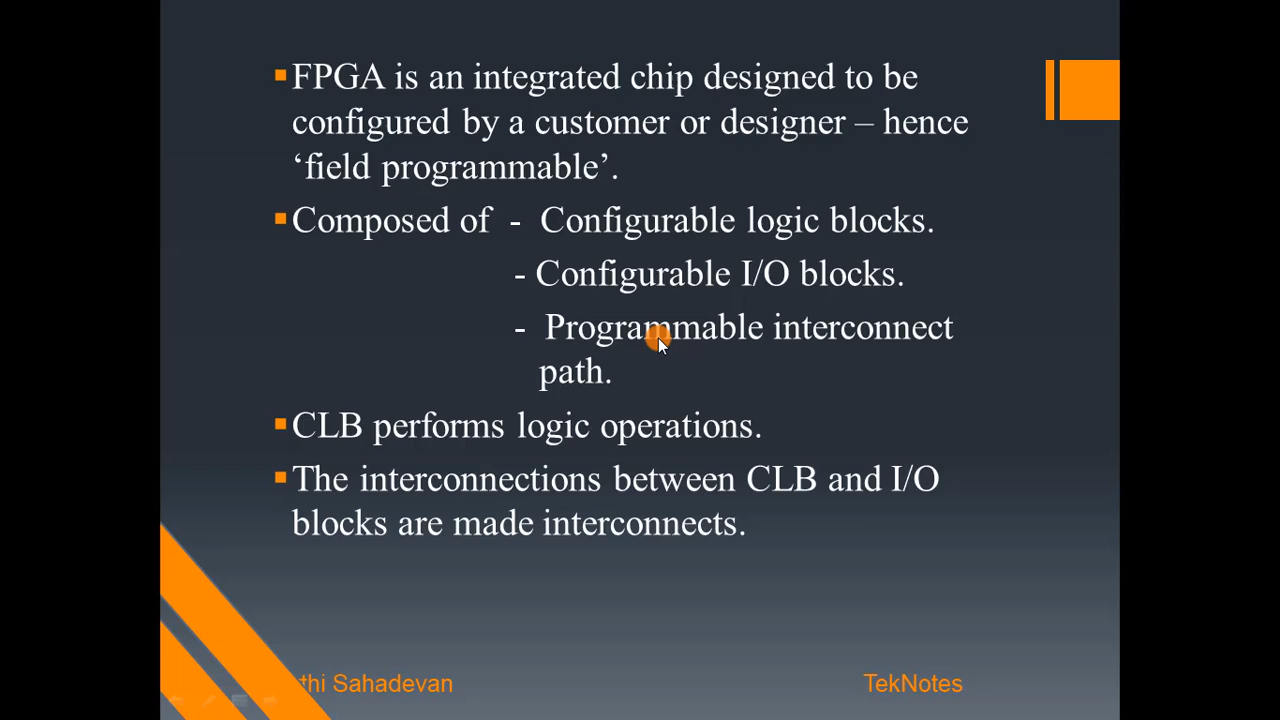 FPGA is an integrated chip designed to be
configured by a customer or designer – hence
‘field programmable’.
Composed of - Configurable logic blocks.
- Configurable I/O blocks.
- Programmable interconnect
path.
CLB performs logic operations.
The interconnections between CLB and I/O
blocks are made interconnects.
Sahadevan
TekNotes